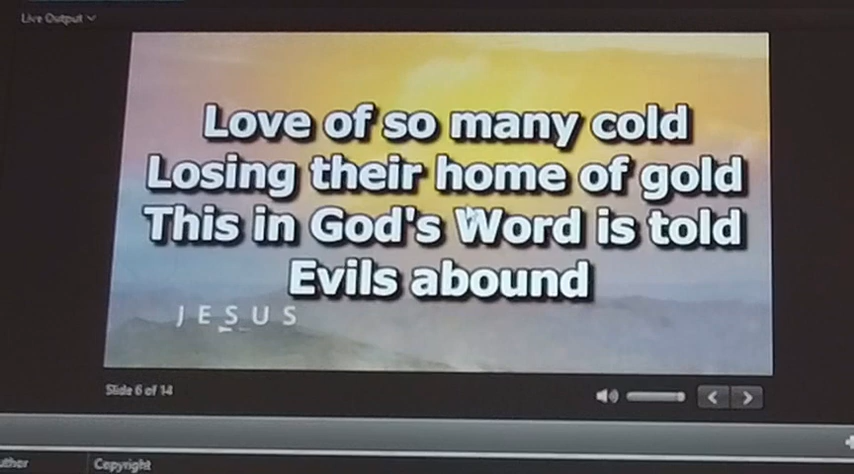 Live Output
Love of so many cold
Losing their home of gold
This in God's Word is told
Evils abound
JESUS
Slide 6 of 14
uthor
Copyright